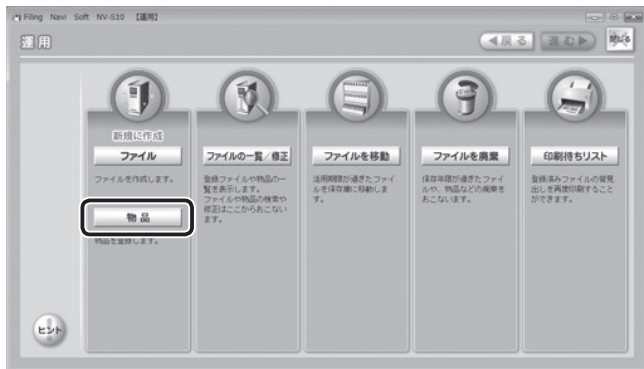 Filing Navi Soft NV-S10 【運用】
運用
◀戻る
進む▶
閉じる
新規に作成
ファイル
ファイルを作成します。
物品
物品を登録します。
ファイルの一覧/修正
登録ファイルや物品の一
覧を表示します。
ファイルや物品の検索や
修正はここからおこない
ます。
ファイルを移動
活用期限が過ぎたファイ
ルを保存庫に移動しま
す。
ファイルを廃棄
保存年限が過ぎたファイ
ルや、物品などの廃棄を
おこないます。
印刷待ちリスト
登録済みファイルの背見
出しを再度印刷すること
ができます。
ヒント